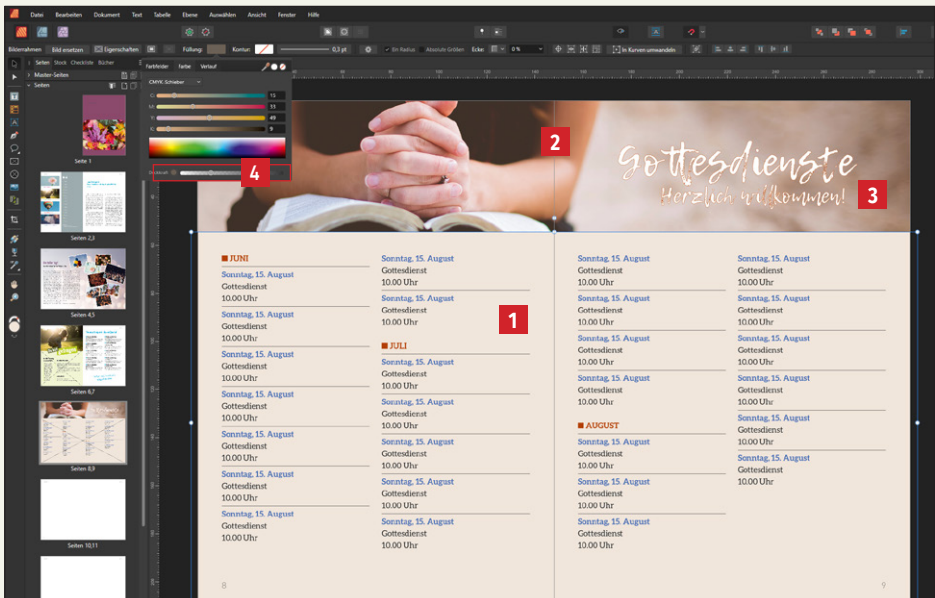 Datei Bearbeiten Dokument Text Tabelle Ebene Auswählen Ansicht Fenster Hilfe
Bilderrahmen Bild ersetzen Eigenschaften Füllung: Kontur: 0,3 pt Ein Radius Absolute Größen Ecke: 0 % In Kurven umwandeln
Seiten Stock Checkliste Bücher
Master-Seiten
Seiten
Seite 1
Seiten 2,3
Seiten 4,5
Seiten 6,7
Seiten 8,9
Seiten 10,11
Farbfelder Farbe Verlauf
CMYK-Schieber
C: 13
M: 33
Y: 49
K: 9
4
2
Gottesdienste
Herzlich willkommen!
3
1
JUNI
Sonntag, 15. August
Gottesdienst
10.00 Uhr
Sonntag, 15. August
Gottesdienst
10.00 Uhr
Sonntag, 15. August
Gottesdienst
10.00 Uhr
Sonntag, 15. August
Gottesdienst
10.00 Uhr
Sonntag, 15. August
Gottesdienst
10.00 Uhr
Sonntag, 15. August
Gottesdienst
10.00 Uhr
Sonntag, 15. August
Gottesdienst
10.00 Uhr
8
Sonntag, 15. August
Gottesdienst
10.00 Uhr
Sonntag, 15. August
Gottesdienst
10.00 Uhr
JULI
Sonntag, 15. August
Gottesdienst
10.00 Uhr
Sonntag, 15. August
Gottesdienst
10.00 Uhr
Sonntag, 15. August
Gottesdienst
10.00 Uhr
Sonntag, 15. August
Gottesdienst
10.00 Uhr
Sonntag, 15. August
Gottesdienst
10.00 Uhr
Sonntag, 15. August
Gottesdienst
10.00 Uhr
Sonntag, 15. August
Gottesdienst
10.00 Uhr
Sonntag, 15. August
Gottesdienst
10.00 Uhr
Sonntag, 15. August
Gottesdienst
10.00 Uhr
AUGUST
Sonntag, 15. August
Gottesdienst
10.00 Uhr
Sonntag, 15. August
Gottesdienst
10.00 Uhr
Sonntag, 15. August
Gottesdienst
10.00 Uhr
Sonntag, 15. August
Gottesdienst
10.00 Uhr
Sonntag, 15. August
Gottesdienst
10.00 Uhr
Sonntag, 15. August
Gottesdienst
10.00 Uhr
Sonntag, 15. August
Gottesdienst
10.00 Uhr
Sonntag, 15. August
Gottesdienst
10.00 Uhr
Sonntag, 15. August
Gottesdienst
10.00 Uhr
9